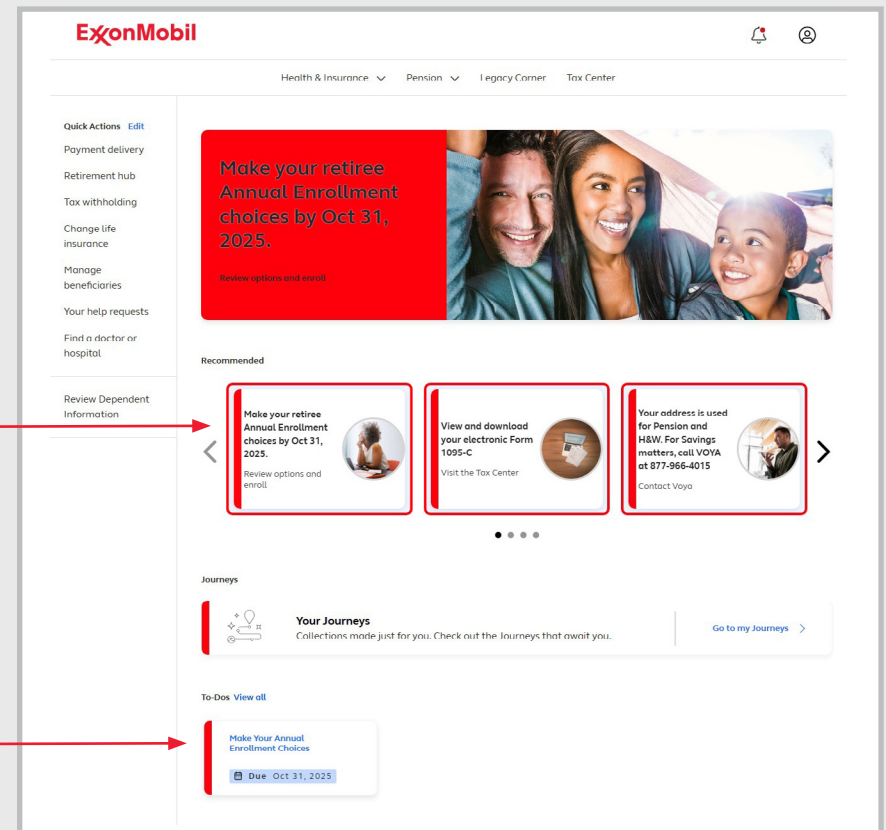 ExxonMobil
Health & Insurance
Pension
Legacy Corner
Tax Center
Quick Actions Edit
Payment delivery
Retirement hub
Tax withholding
Change life
insurance
Manage
beneficiaries
Your help requests
Find a doctor or
hospital
Review Dependent
Information
Make your retiree
Annual Enrollment
choices by Oct 31,
2025.
Review options and enroll
Recommended
Make your retiree
Annual Enrollment
choices by Oct 31,
2025.
Review options and
enroll
View and download
your electronic Form
1095-C
Visit the Tax Center
Your address is used
for Pension and
H&W. For Savings
matters, call VOYA
at 877-966-4015
Contact Voya
Journeys
Your Journeys
Collections made just for you. Check out the Journeys that await you.
Go to my Journeys
To-Dos View all
Make Your Annual
Enrollment Choices
Due Oct 31, 2025